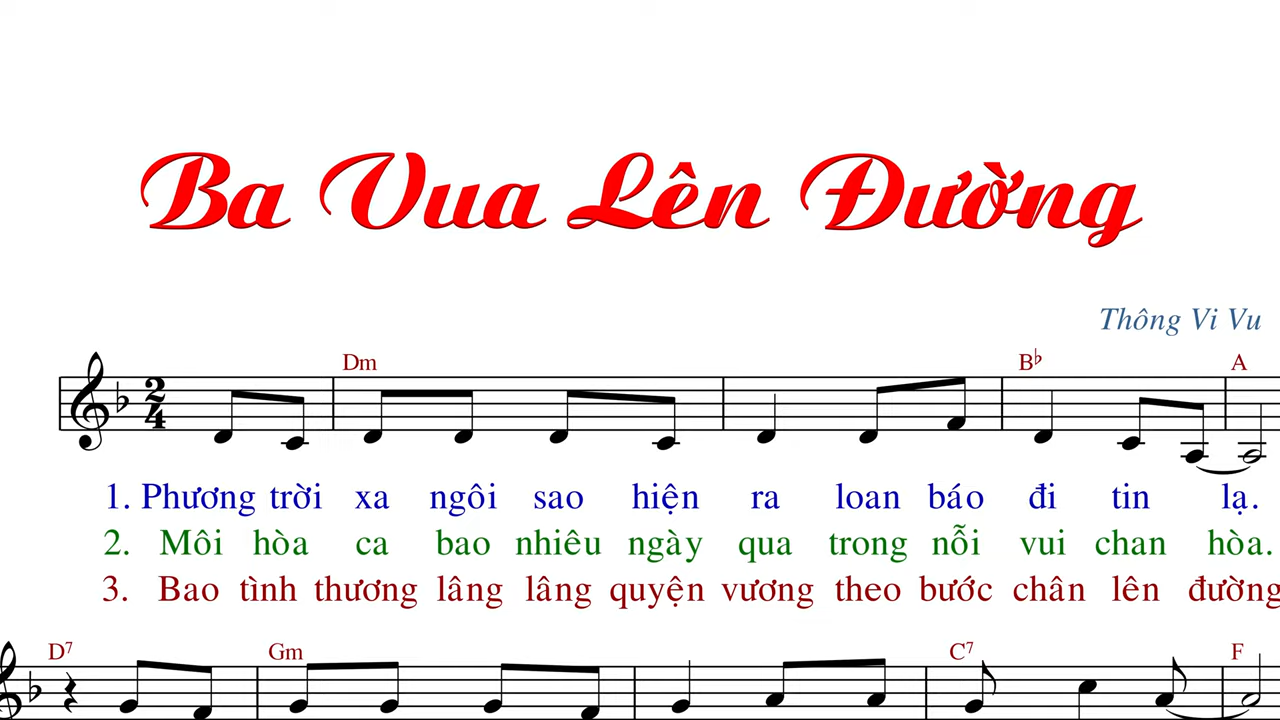 Ba Vua Lên Đường
Thông Vi Vu
Dm B♭ A
2
4
1. Phương trời xa ngôi sao hiện ra loan báo đi tin lạ.
2. Môi hòa ca bao nhiêu ngày qua trong nỗi vui chan hòa.
3. Bao tình thương lâng lâng quyện vương theo bước chân lên đường
D7 Gm C7 F